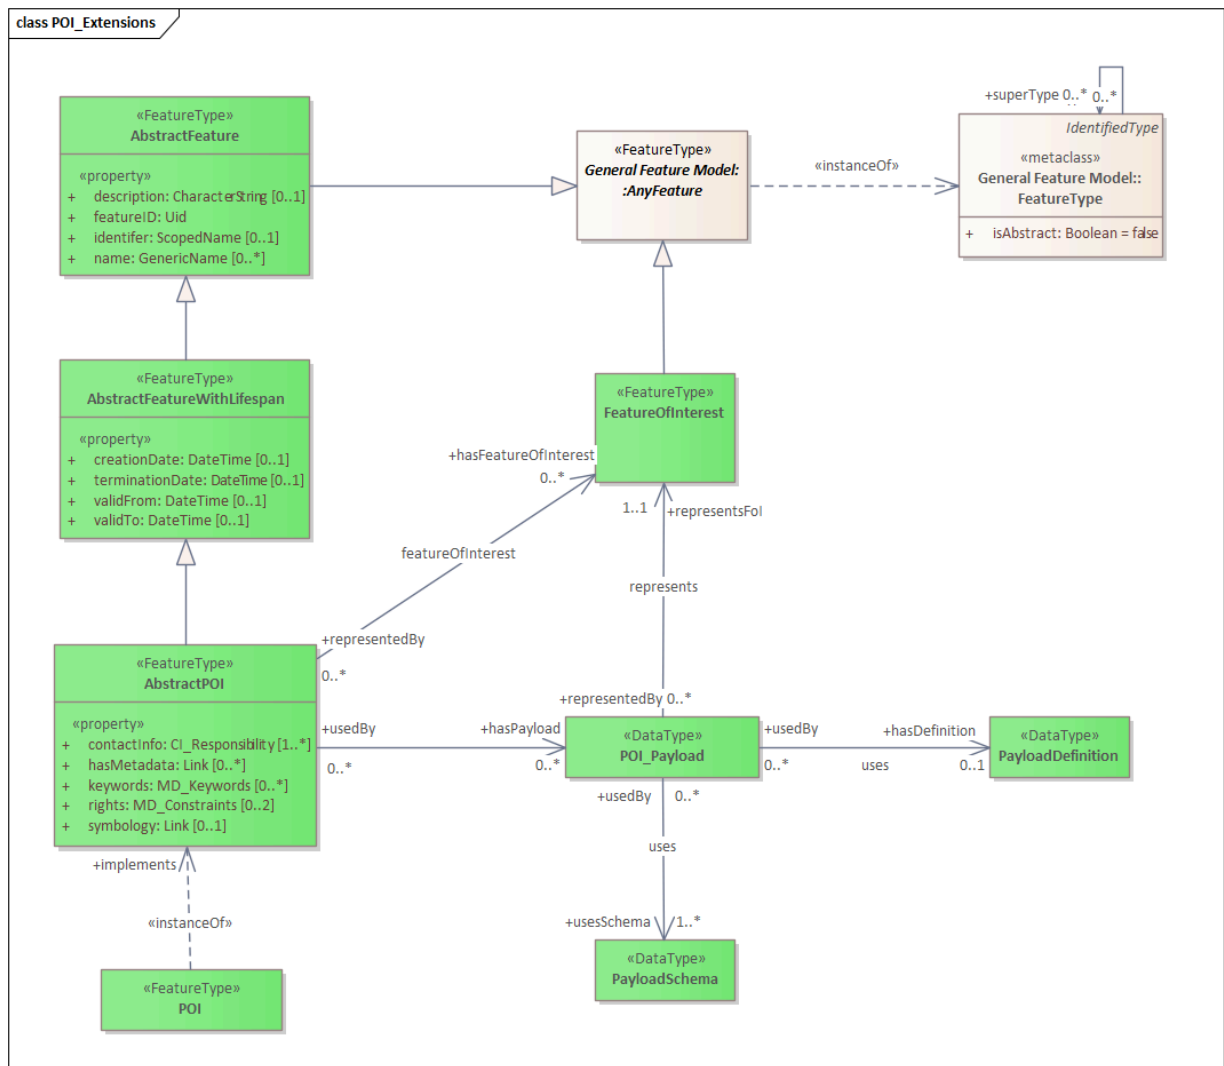 class POI_Extensions
«FeatureType»
AbstractFeature
«property»
+ description: CharacterString [0..1]
+ featureID: Uid
+ identifer: ScopedName [0..1]
+ name: GenericName [0..*]
«FeatureType»
General Feature Model:
:AnyFeature
«instanceOf»
+superType 0..* 0..*
IdentifiedType
«metaclass»
General Feature Model::
FeatureType
+ isAbstract: Boolean = false
«FeatureType»
AbstractFeatureWithLifespan
«property»
+ creationDate: DateTime [0..1]
+ terminationDate: DateTime [0..1]
+ validFrom: DateTime [0..1]
+ validTo: DateTime [0..1]
«FeatureType»
FeatureOfInterest
+hasFeatureOfInterest
0..*
1..1
+representsFoI
featureOfInterest
represents
+representedBy
0..*
+representedBy 0..*
«FeatureType»
AbstractPOI
«property»
+ contactInfo: CI_Responsibility [1..*]
+ hasMetadata: Link [0..*]
+ keywords: MD_Keywords [0..*]
+ rights: MD_Constraints [0..2]
+ symbology: Link [0..1]
+usedBy
0..*
+hasPayload
0..*
«DataType»
POI_Payload
+usedBy
0..*
uses
+hasDefinition
0..1
«DataType»
PayloadDefinition
+usedBy 0..*
uses
+usesSchema 1..*
«DataType»
PayloadSchema
+implements
«instanceOf»
«FeatureType»
POI